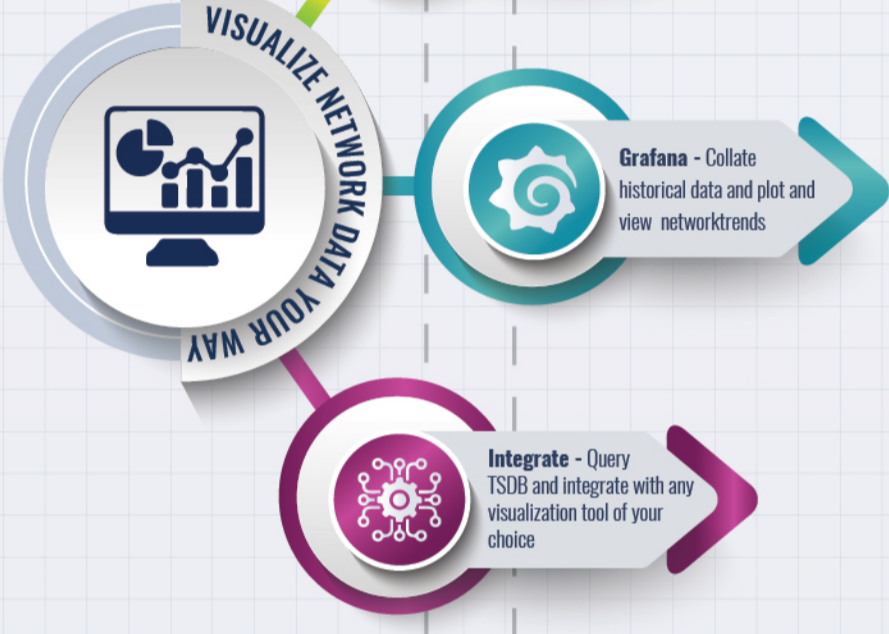 VISUALIZE NETWORK DATA YOUR WAY
Grafana - Collate
historical data and plot and
view networktrends
Integrate - Query
TSDB and integrate with any
visualization tool of your
choice